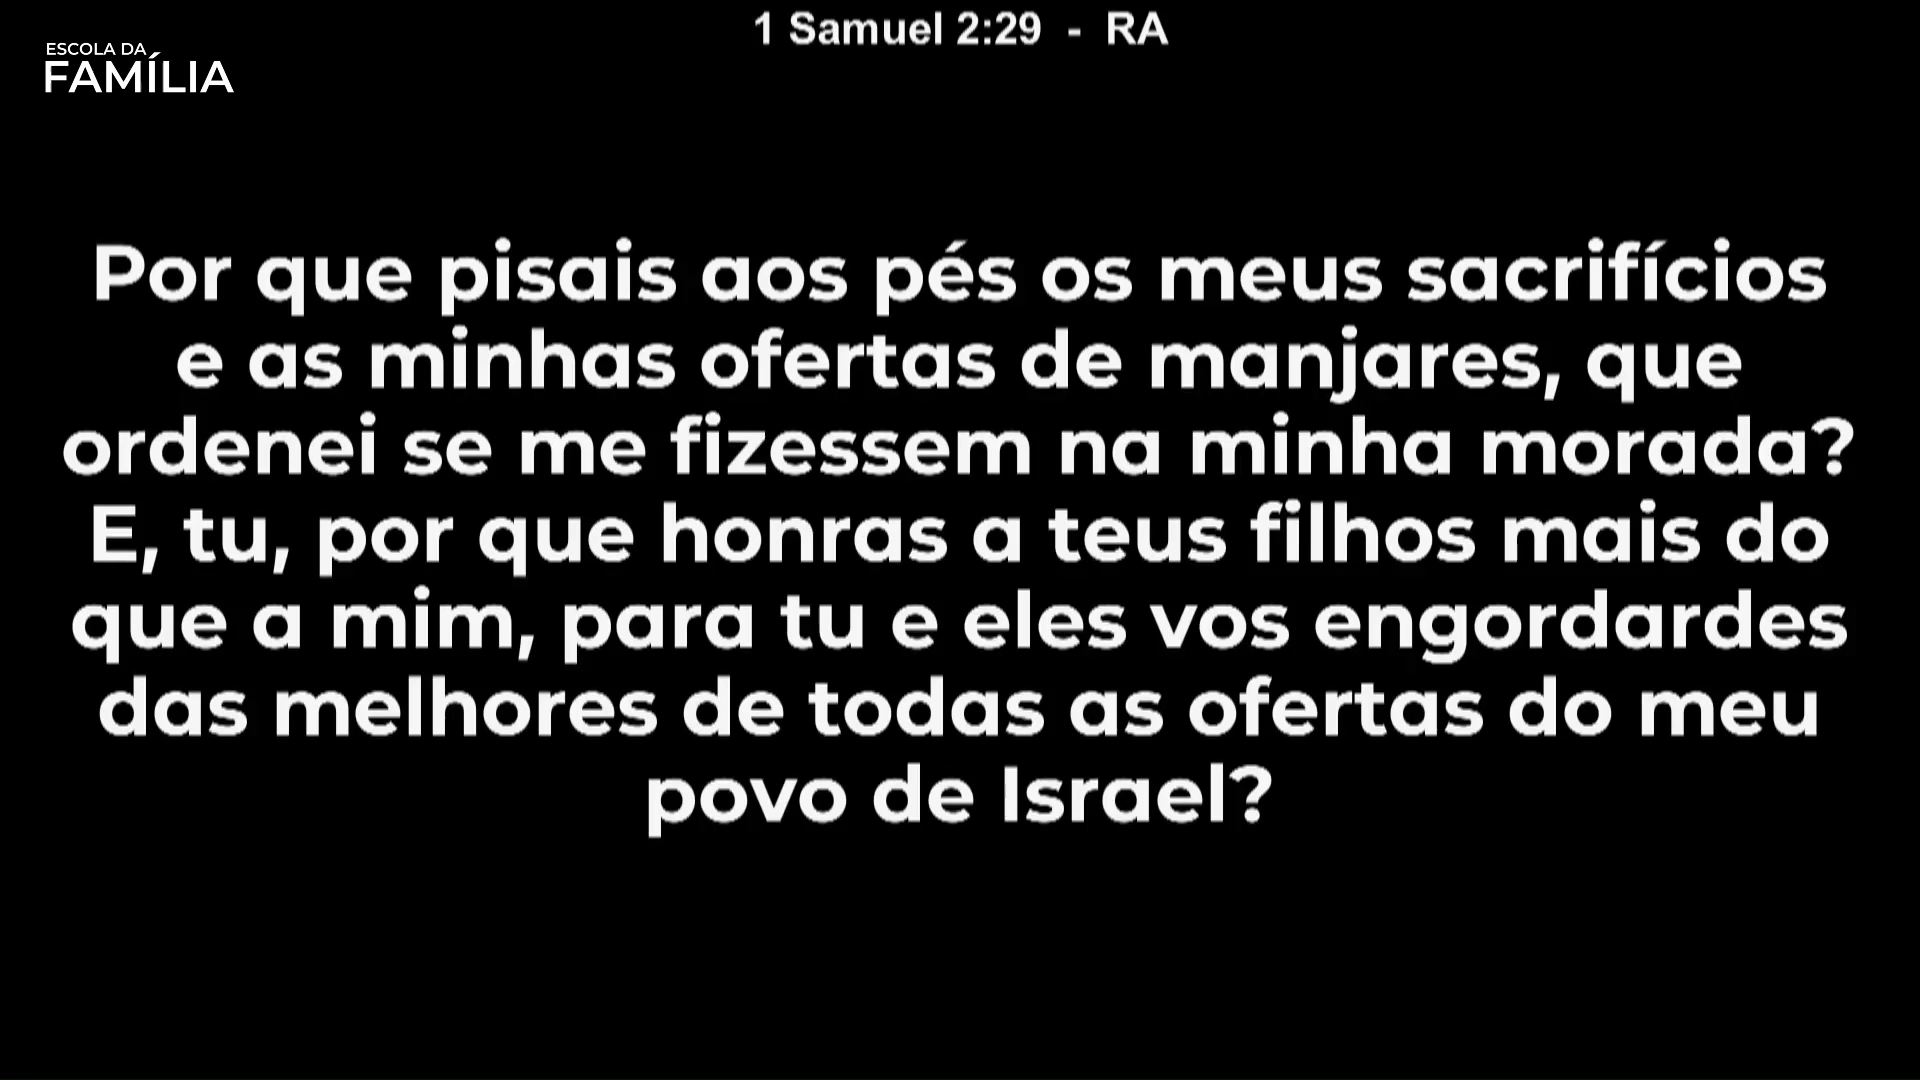 1 Samuel 2:29 - RA
ESCOLA DA
FAMÍLIA
Por que pisais aos pés os meus sacrifícios
e as minhas ofertas de manjares, que
ordenei se me fizessem na minha morada?
E, tu, por que honras a teus filhos mais do
que a mim, para tu e eles vos engordardes
das melhores de todas as ofertas do meu
povo de Israel?